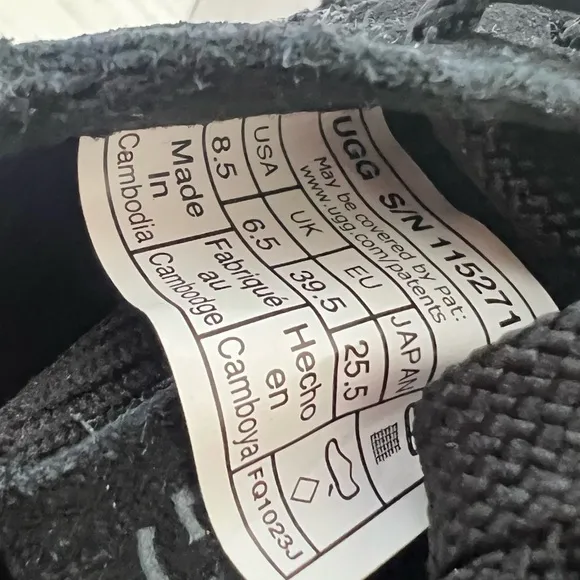 UGG S/N 115271
May be covered by Pat:
www.ugg.com/patents
USA UK EU JAPAN
8.5 6.5 39.5 25.5
Made In Cambodia
Fabriqué au Cambodge
Hecho en Camboya
FQ1023J